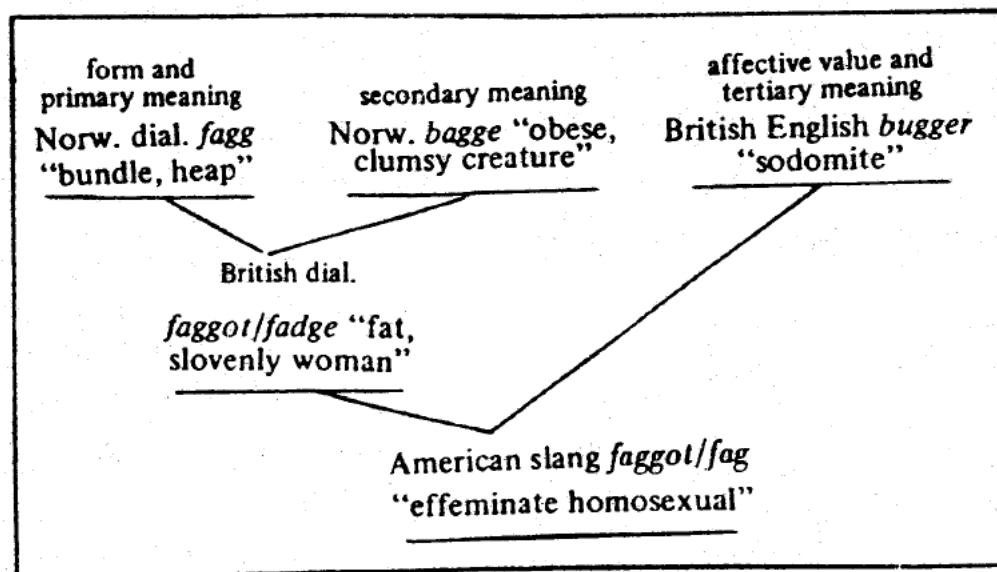 form and
primary meaning
Norw. dial. fagg
“bundle, heap”
secondary meaning
Norw. bagge “obese,
clumsy creature”
affective value and
tertiary meaning
British English bugger
“sodomite”
British dial.
faggot/fadge “fat,
slovenly woman”
American slang faggot/fag
“effeminate homosexual”